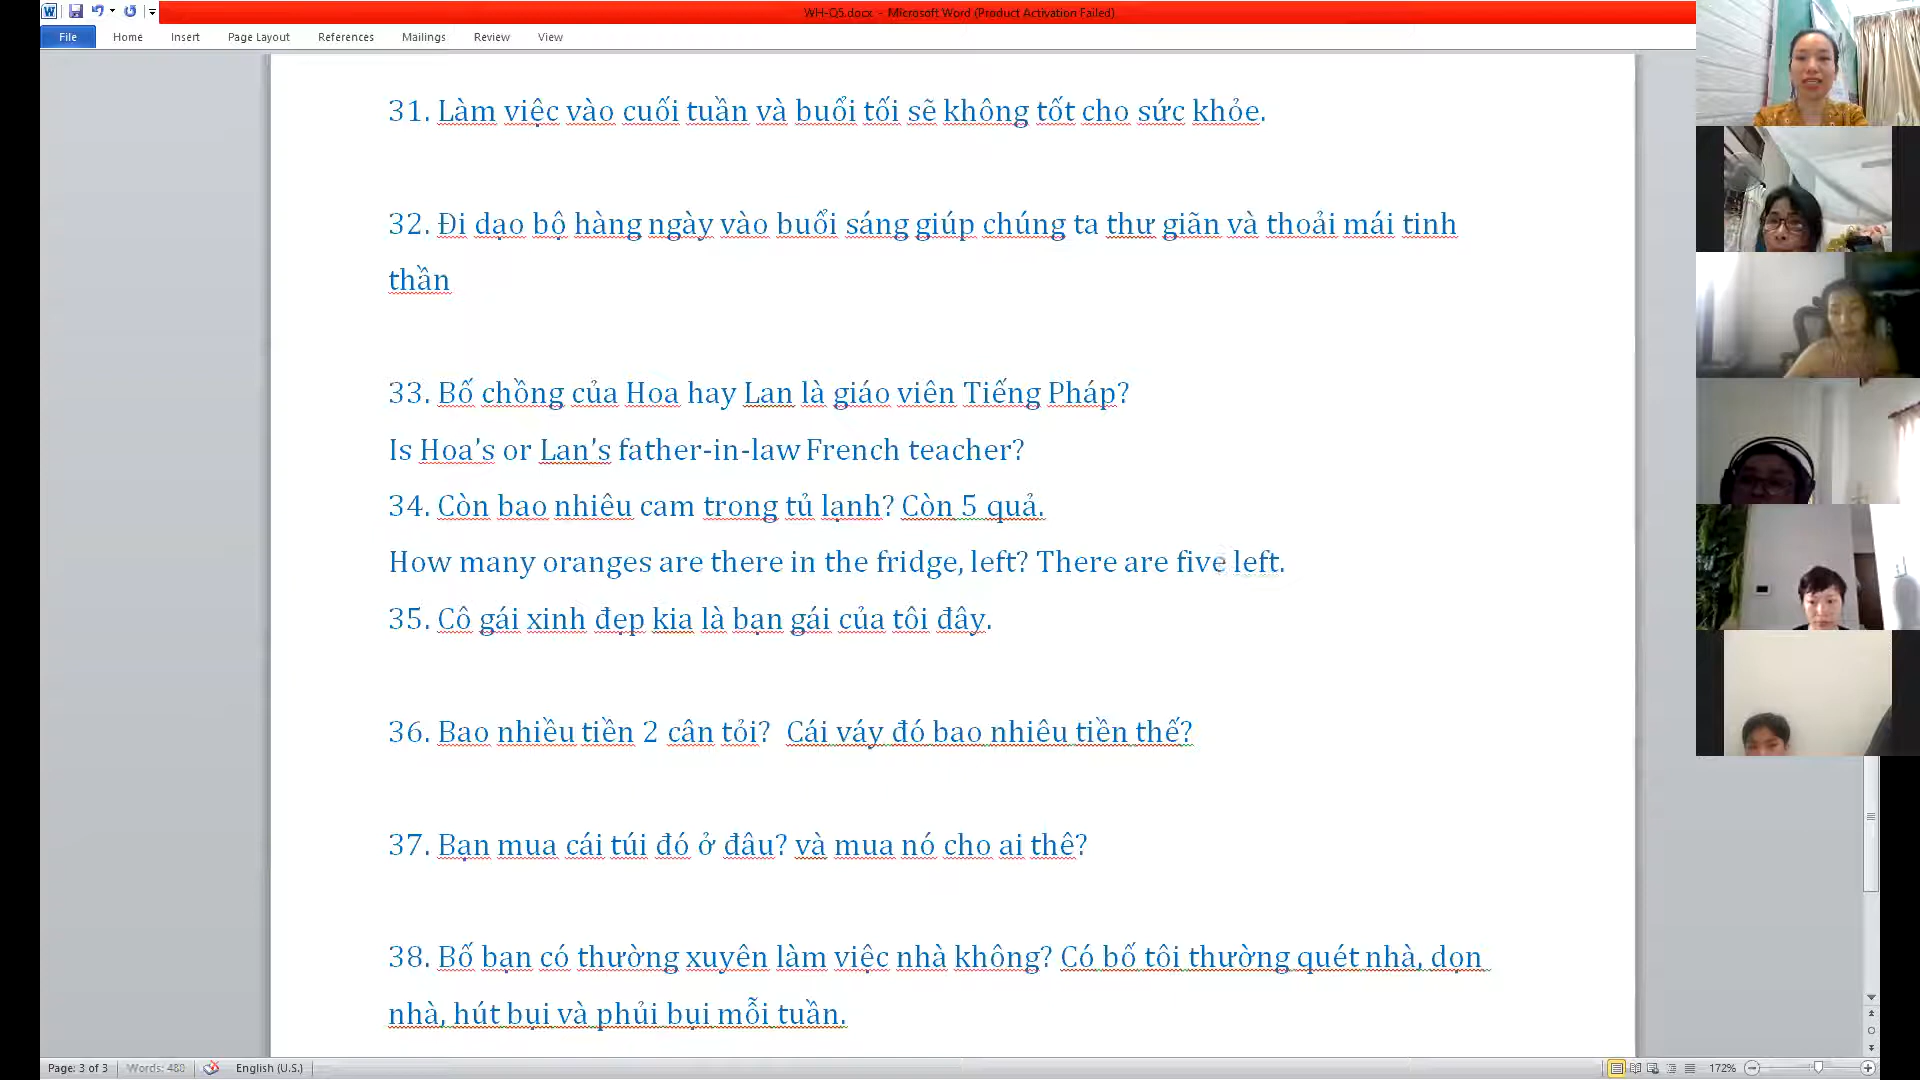 WH-Q5.docx - Microsoft Word (Product Activation Failed)
File Home Insert Page Layout References Mailings Review View
31. Làm việc vào cuối tuần và buổi tối sẽ không tốt cho sức khỏe.
32. Đi dạo bộ hàng ngày vào buổi sáng giúp chúng ta thư giãn và thoải mái tinh
thần
33. Bố chồng của Hoa hay Lan là giáo viên Tiếng Pháp?
Is Hoa's or Lan's father-in-law French teacher?
34. Còn bao nhiêu cam trong tủ lạnh? Còn 5 quả.
How many oranges are there in the fridge, left? There are five left.
35. Cô gái xinh đẹp kia là bạn gái của tôi đây.
36. Bao nhiều tiền 2 cân tỏi? Cái váy đó bao nhiêu tiền thế?
37. Bạn mua cái túi đó ở đâu? và mua nó cho ai thê?
38. Bố bạn có thường xuyên làm việc nhà không? Có bố tôi thường quét nhà, dọn
nhà, hút bụi và phủi bụi mỗi tuần.
Page: 3 of 3 Words: 480 English (U.S.) 172%